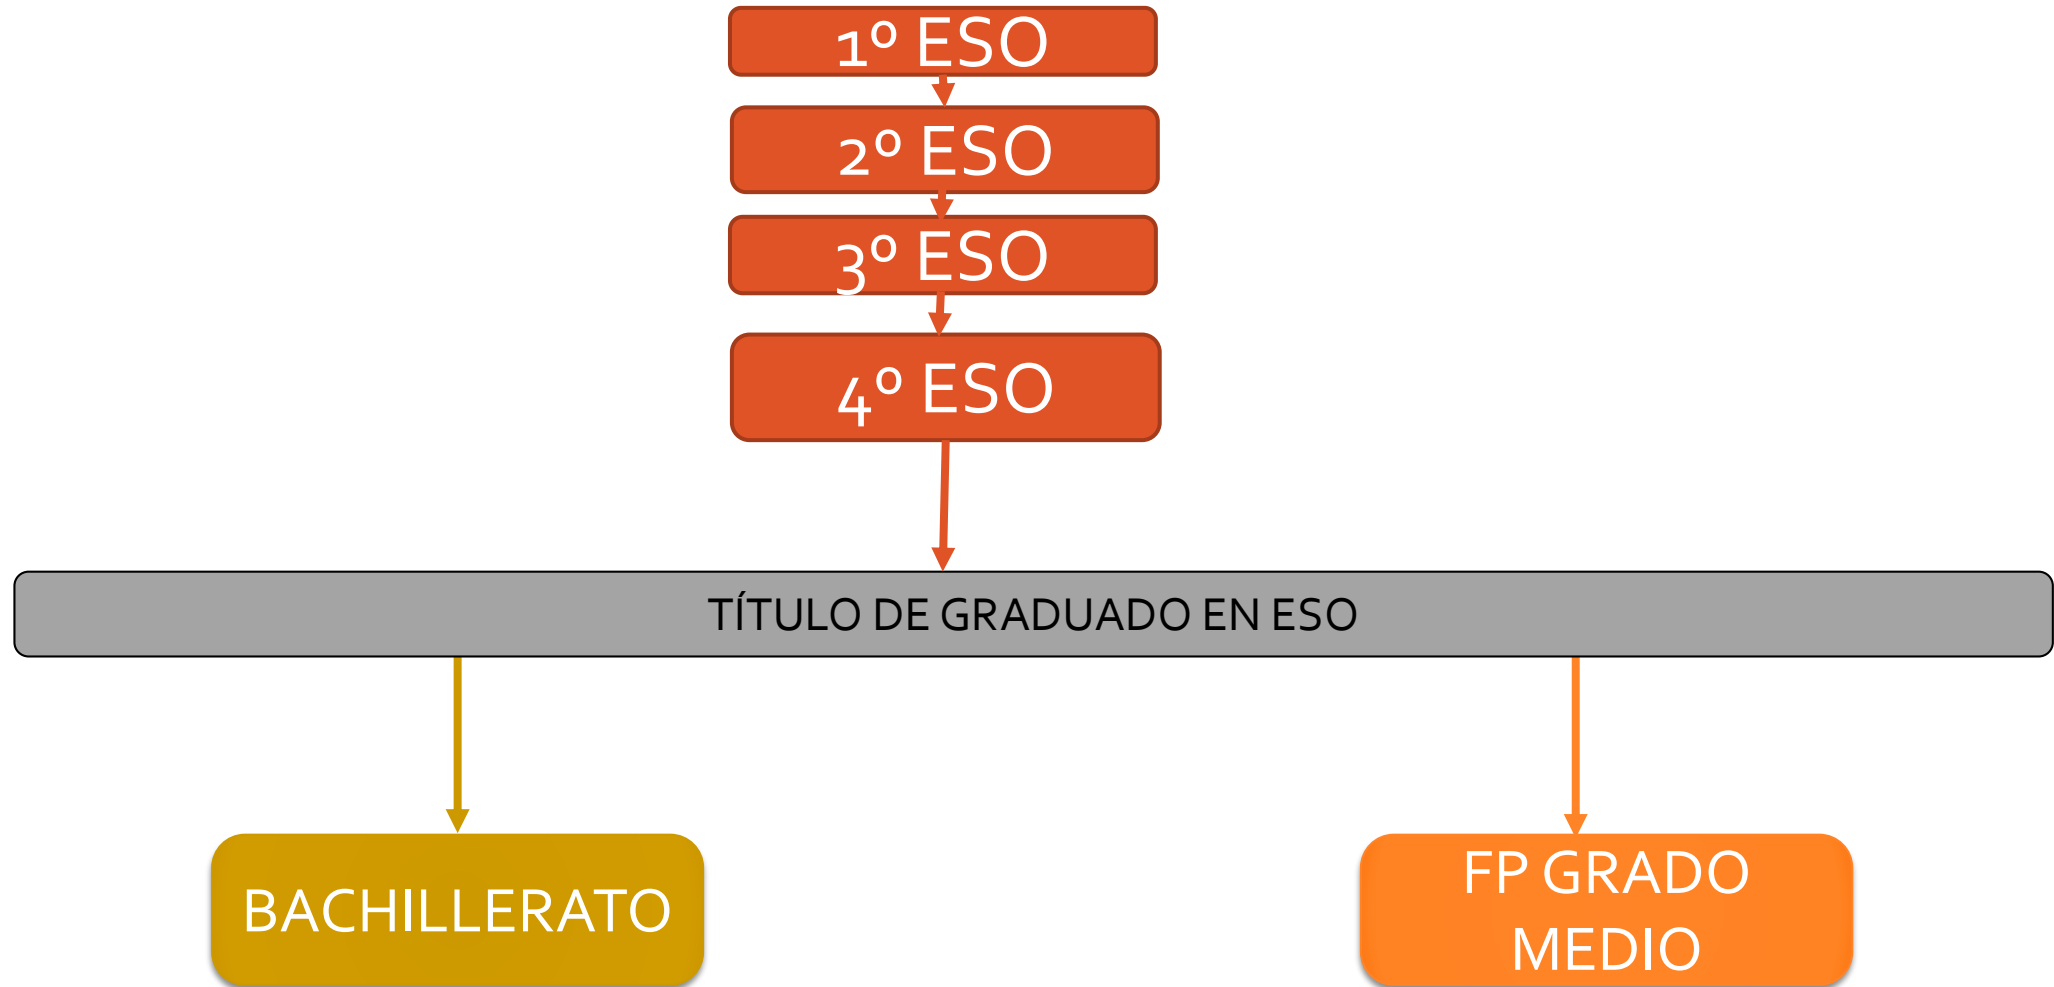 1º ESO
2º ESO
3º ESO
4º ESO
TÍTULO DE GRADUADO EN ESO
BACHILLERATO
FP GRADO
MEDIO